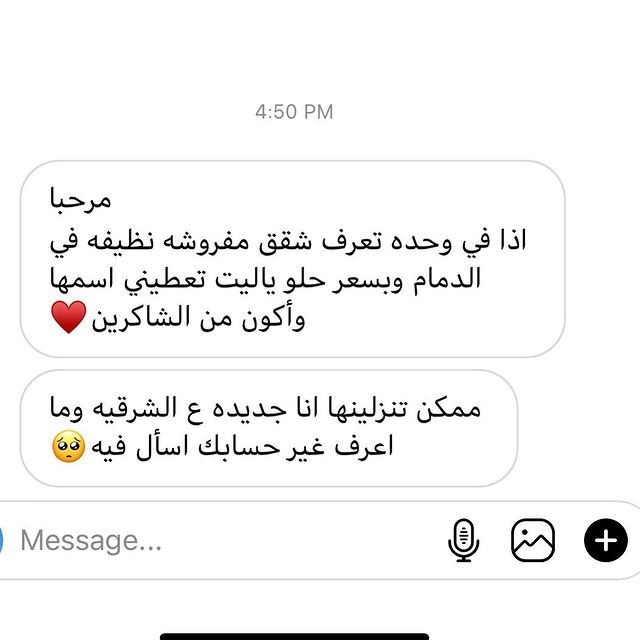 4:50 PM
مرحبا
اذا في وحده تعرف شقق مفروشه نظيفه في
الدمام وبسعر حلو ياليت تعطيني اسمها
وأكون من الشاكرين ♥️
ممكن تنزلينها انا جديده ع الشرقيه وما
اعرف غير حسابك اسأل فيه 🥺
Message...